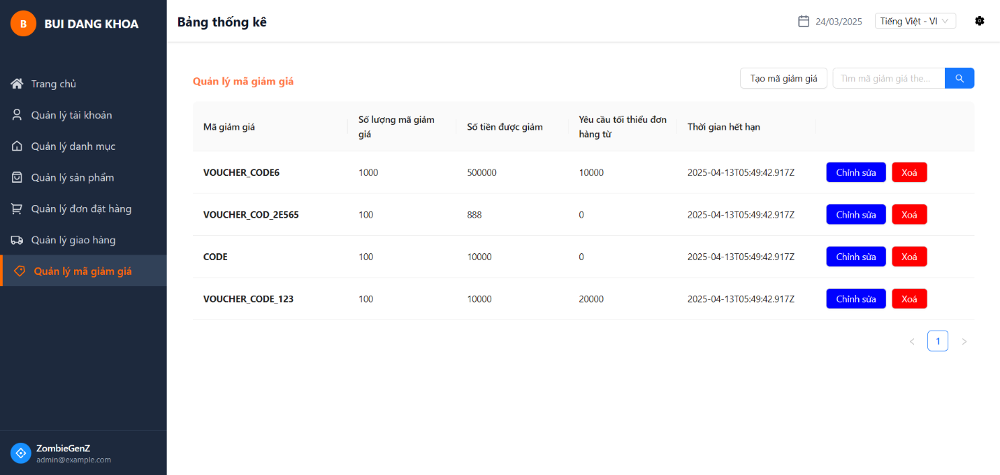 B
BUI DANG KHOA
Bảng thống kê
24/03/2025
Tiếng Việt - VI
Trang chủ
Quản lý tài khoản
Quản lý danh mục
Quản lý sản phẩm
Quản lý đơn đặt hàng
Quản lý giao hàng
Quản lý mã giảm giá
ZombieGenZ
admin@example.com
Quản lý mã giảm giá
Tạo mã giảm giá
Tìm mã giảm giá the...
Mã giảm giá
Số lượng mã giảm
giá
Số tiền được giảm
Yêu cầu tối thiểu đơn
hàng từ
Thời gian hết hạn
VOUCHER_CODE6 1000 500000 10000 2025-04-13T05:49:42.917Z Chỉnh sửa Xoá
VOUCHER_COD_2E565 100 888 0 2025-04-13T05:49:42.917Z Chỉnh sửa Xoá
CODE 100 10000 0 2025-04-13T05:49:42.917Z Chỉnh sửa Xoá
VOUCHER_CODE_123 100 10000 20000 2025-04-13T05:49:42.917Z Chỉnh sửa Xoá
1